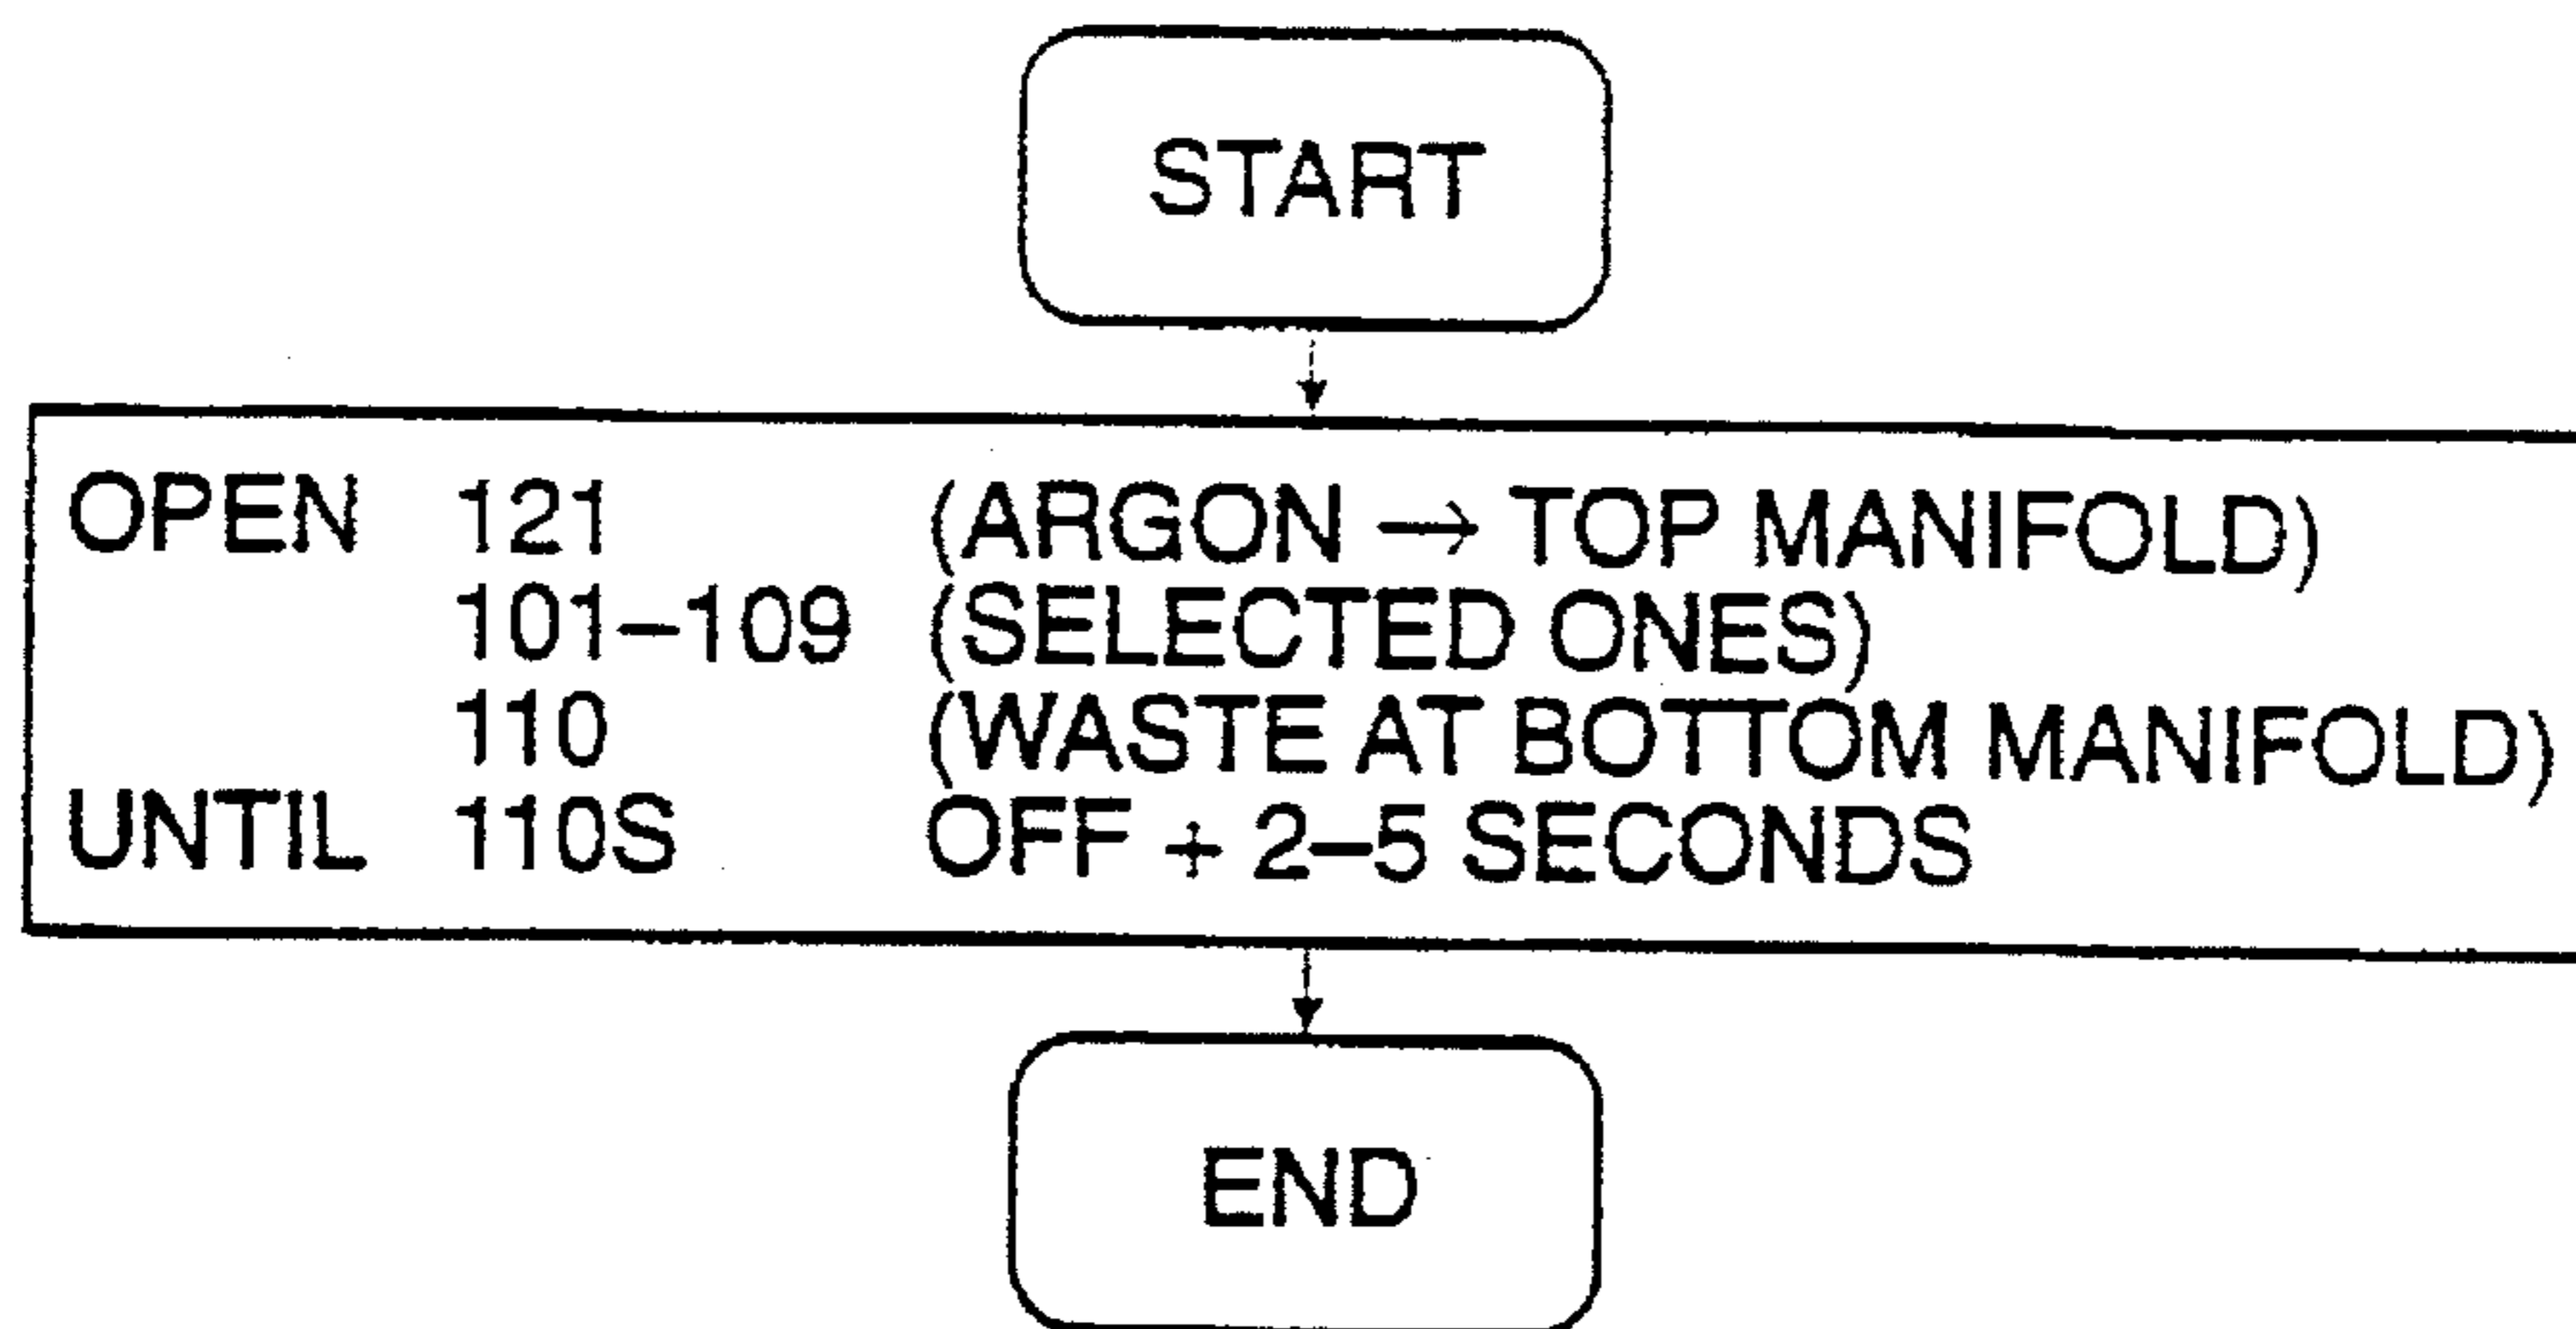 START
OPEN 121 (ARGON → TOP MANIFOLD)
101–109 (SELECTED ONES)
110 (WASTE AT BOTTOM MANIFOLD)
UNTIL 110S OFF + 2–5 SECONDS
END